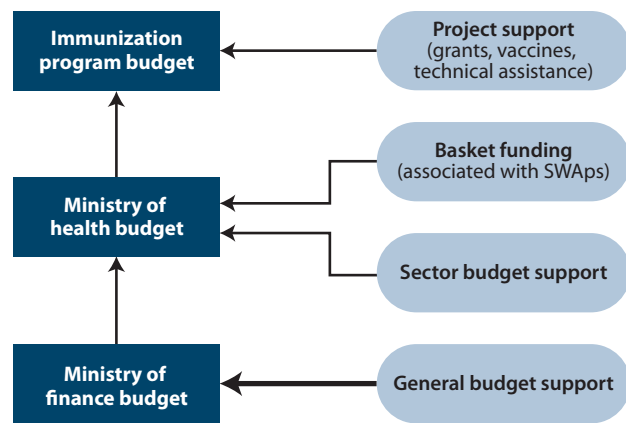 Immunization
program budget
Project support
(grants, vaccines,
technical assistance)
Basket funding
(associated with SWAps)
Ministry of
health budget
Sector budget support
Ministry of
finance budget
General budget support